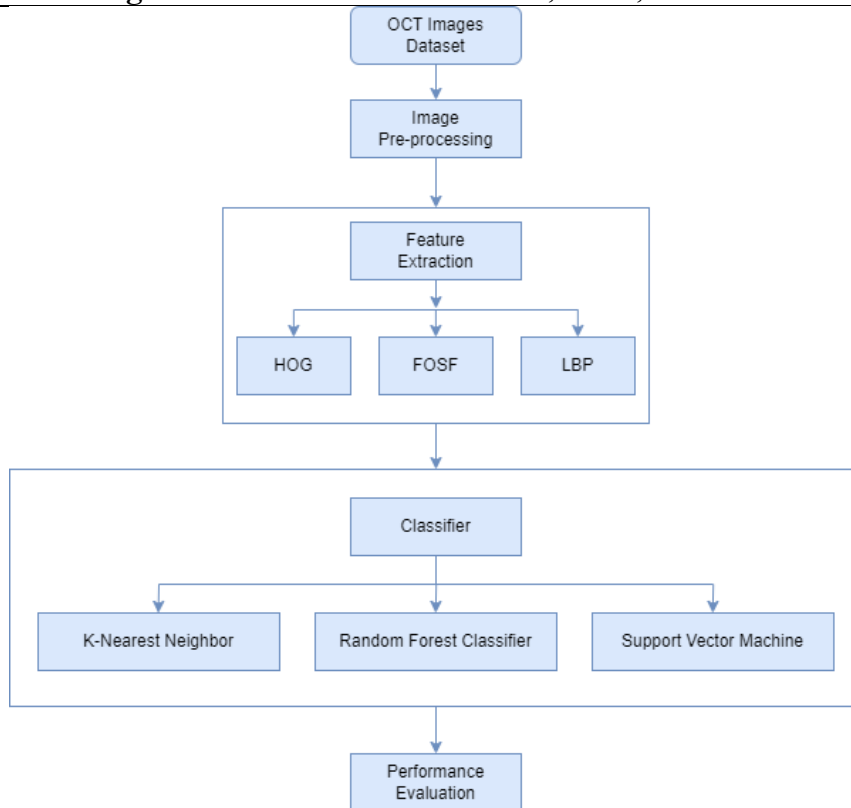 OCT Images
Dataset
Image
Pre-processing
Feature
Extraction
HOG
FOSF
LBP
Classifier
K-Nearest Neighbor
Random Forest Classifier
Support Vector Machine
Performance
Evaluation